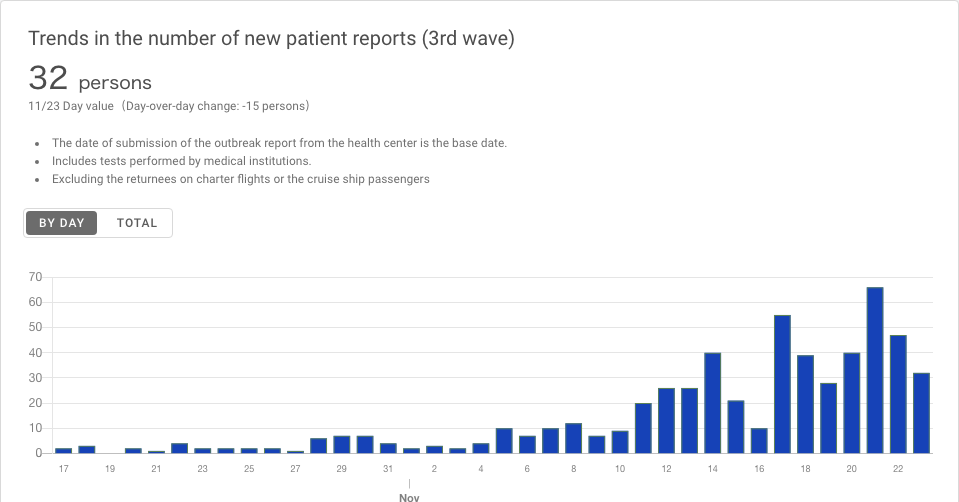 Trends in the number of new patient reports (3rd wave)
32 persons
11/23 Day value（Day-over-day change: -15 persons）
• The date of submission of the outbreak report from the health center is the base date.
• Includes tests performed by medical institutions.
• Excluding the returnees on charter flights or the cruise ship passengers
BY DAY TOTAL
70
60
50
40
30
20
10
0
17 19 21 23 25 27 29 31 2 4 6 8 10 12 14 16 18 20 22
Nov